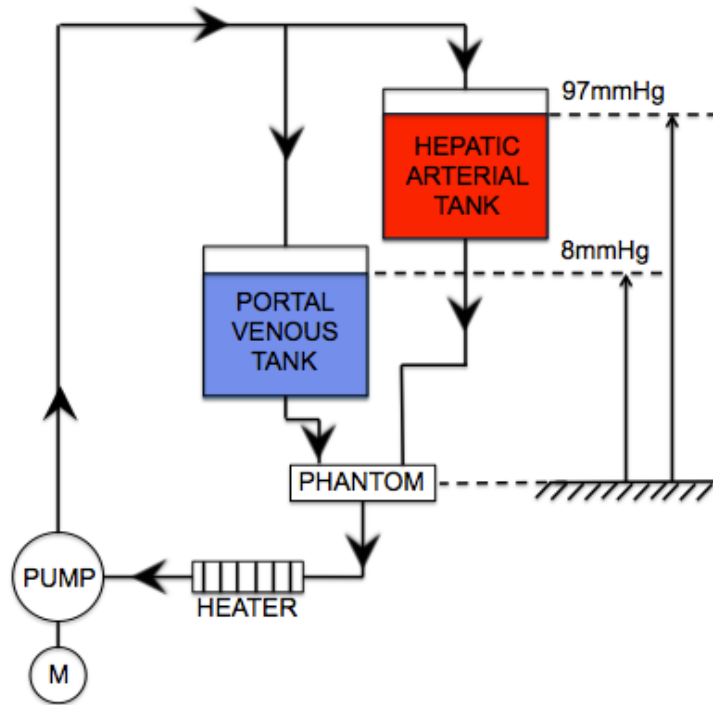 97mmHg
HEPATIC
ARTERIAL
TANK
8mmHg
PORTAL
VENOUS
TANK
PHANTOM
PUMP
HEATER
M